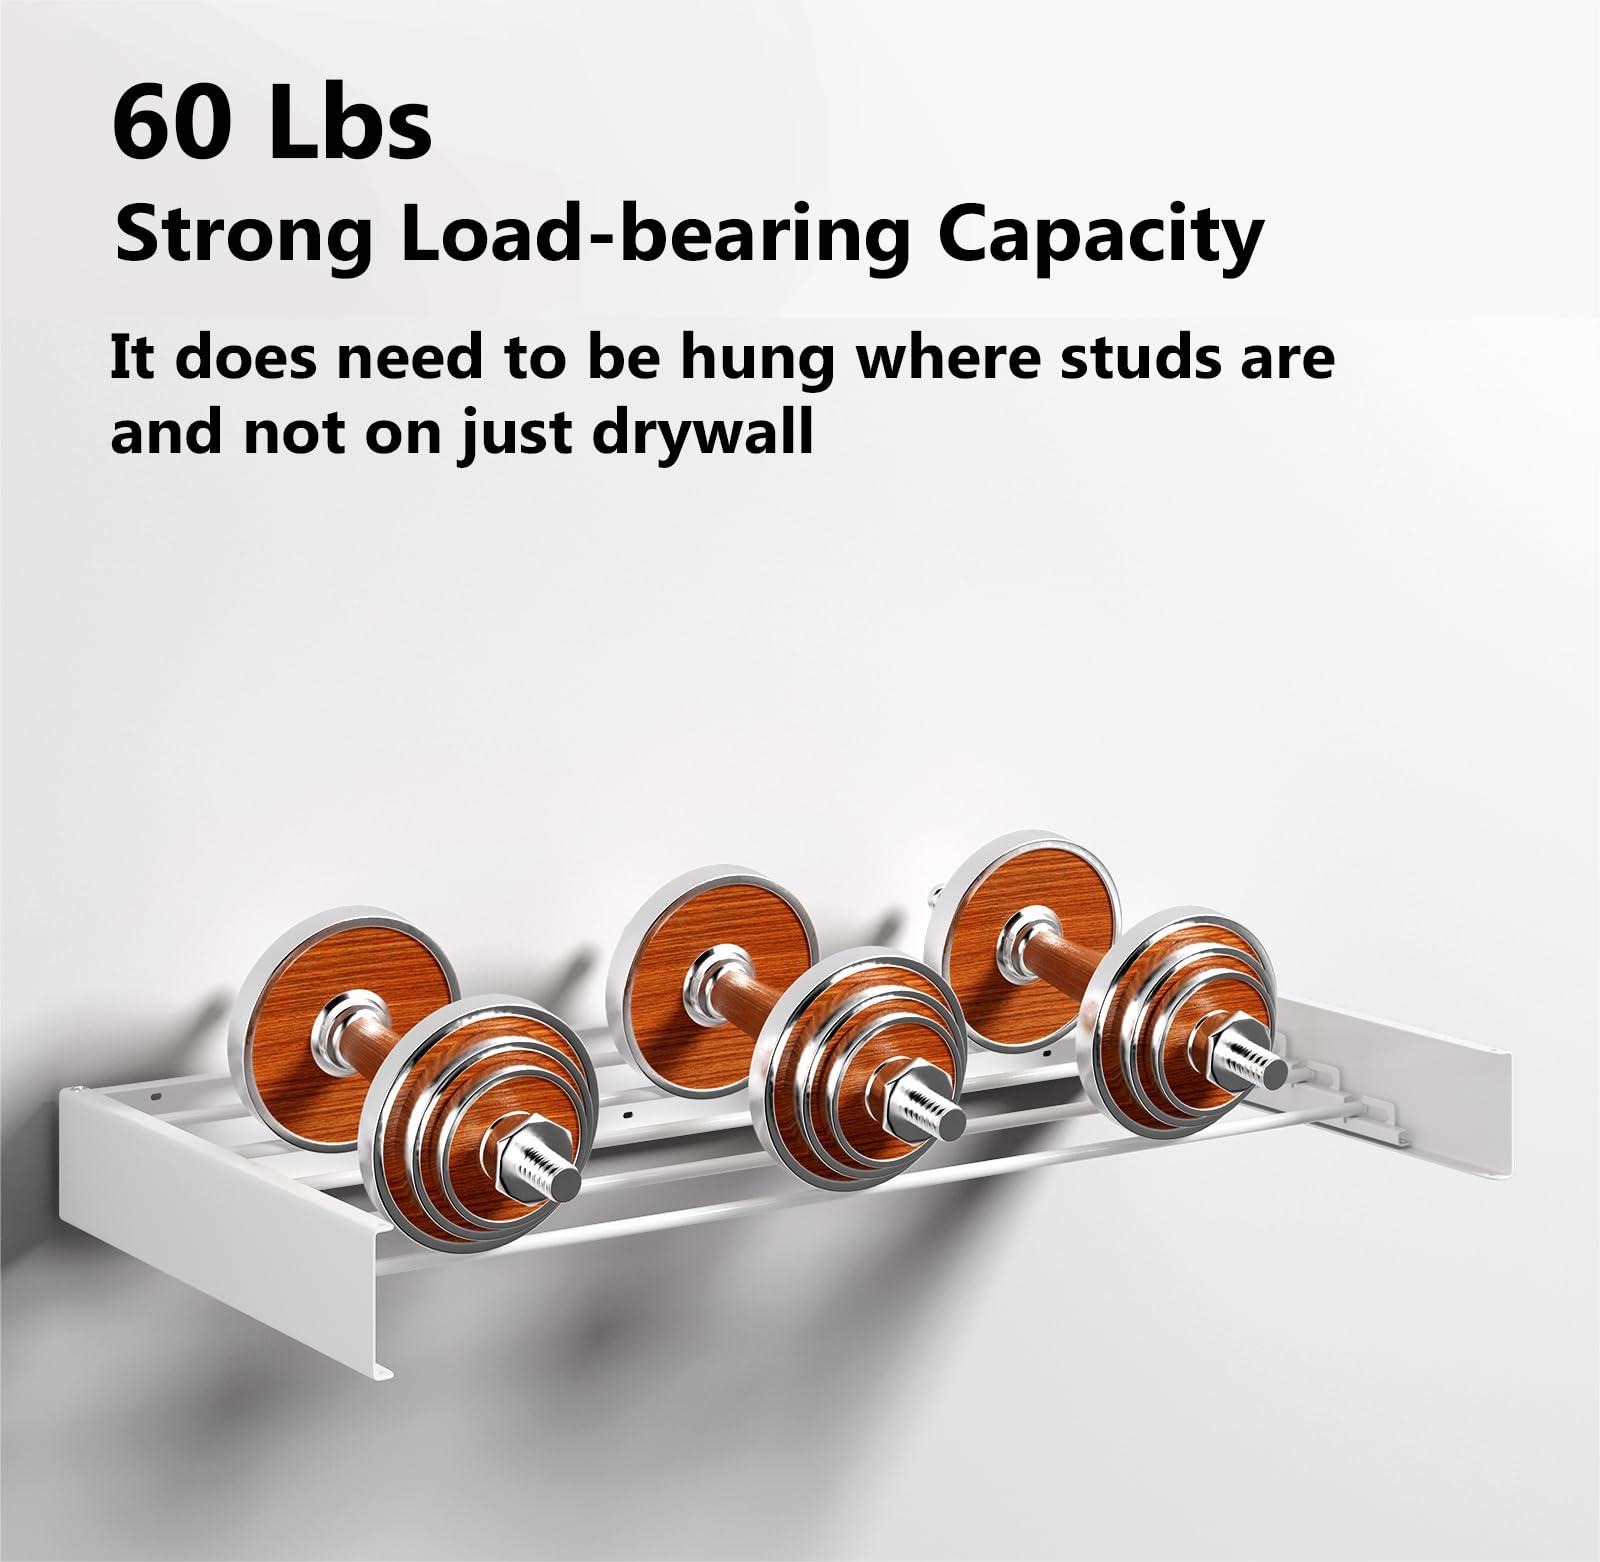 60 Lbs
Strong Load-bearing Capacity
It does need to be hung where studs are
and not on just drywall